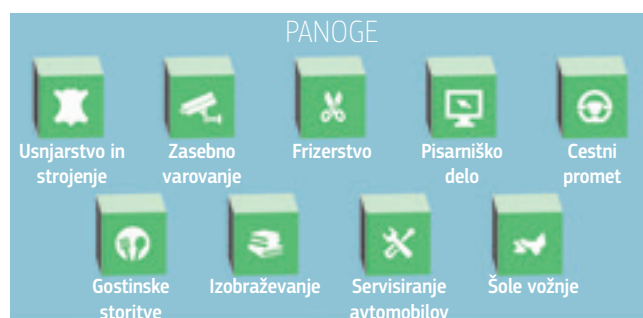 PANOGE
Usnjarstvo in
strojenje
Zasebno
varovanje
Frizerstvo
Pisarniško
delo
Cestni
promet
Gostinske
storitve
Izobraževanje
Servisiranje
avtomobilov
Šole vožnje